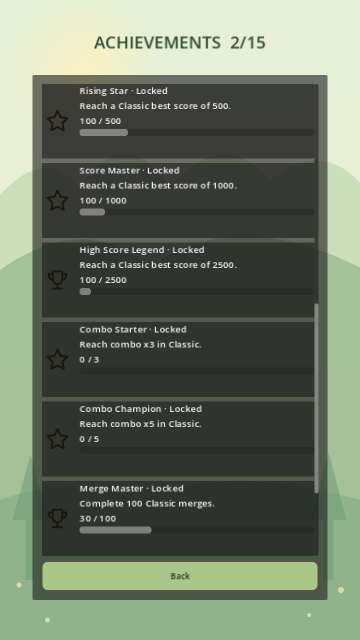 ACHIEVEMENTS 2/15
Rising Star · Locked
Reach a Classic best score of 500.
100 / 500
Score Master · Locked
Reach a Classic best score of 1000.
100 / 1000
High Score Legend · Locked
Reach a Classic best score of 2500.
100 / 2500
Combo Starter · Locked
Reach combo x3 in Classic.
0 / 3
Combo Champion · Locked
Reach combo x5 in Classic.
0 / 5
Merge Master · Locked
Complete 100 Classic merges.
30 / 100
Back